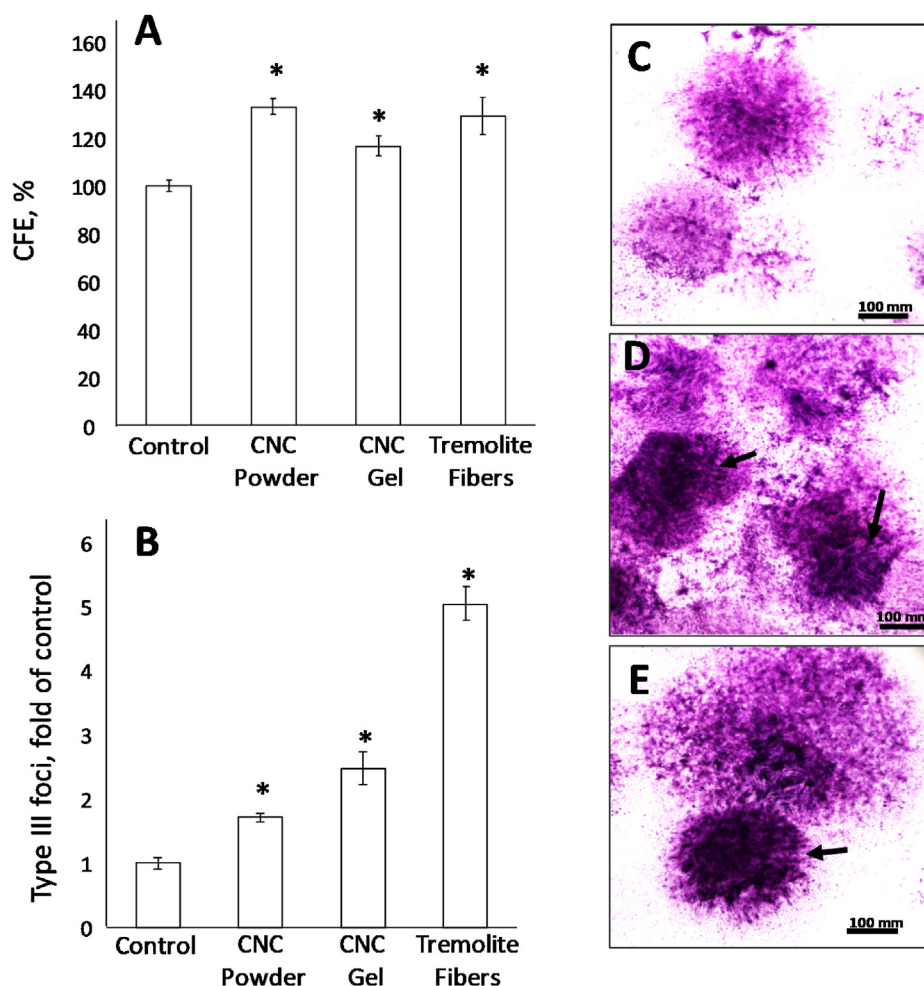 A
CFE, %
160
140
120
100
80
60
40
20
0
*
*
*
Control
CNC
Powder
CNC
Gel
Tremolite
Fibers
B
Type III foci, fold of control
6
5
4
3
2
1
0
*
*
*
Control
CNC
Powder
CNC
Gel
Tremolite
Fibers
C
100 mm
D
100 mm
E
100 mm